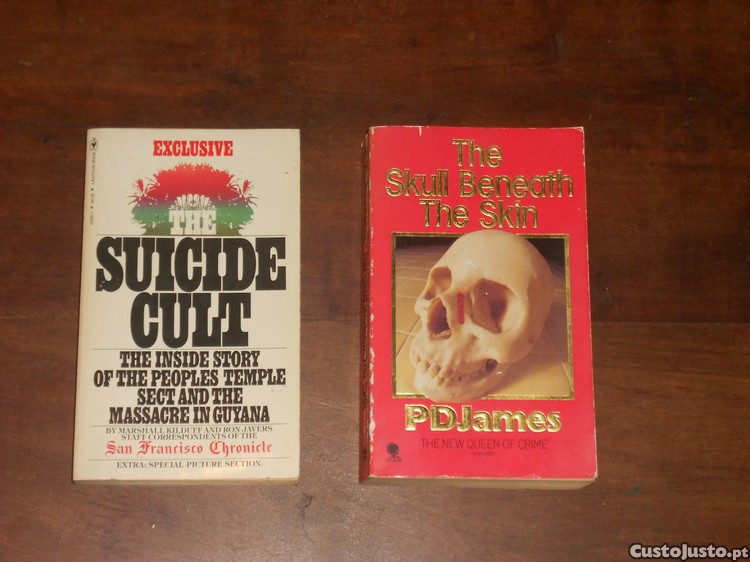 EXCLUSIVE
THE
SUICIDE
CULT
THE INSIDE STORY
OF THE PEOPLES TEMPLE
SECT AND THE
MASSACRE IN GUYANA
BY MARSHALL KILDUFF AND RON JAVERS
STAFF CORRESPONDENTS OF THE
San Francisco Chronicle
EXTRA: SPECIAL PICTURE SECTION.
The
Skull Beneath
The Skin
PDJames
'THE NEW QUEEN OF CRIME'
CustoJusto.pt